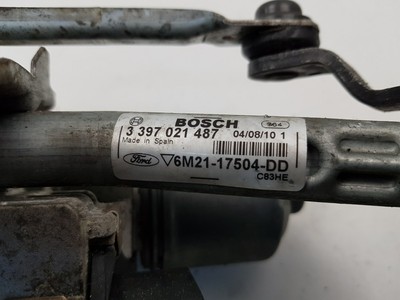 BOSCH
3 397 021 487 04/08/10 1
Made in Spain
Ford 6M21-17504-DD
C83HE